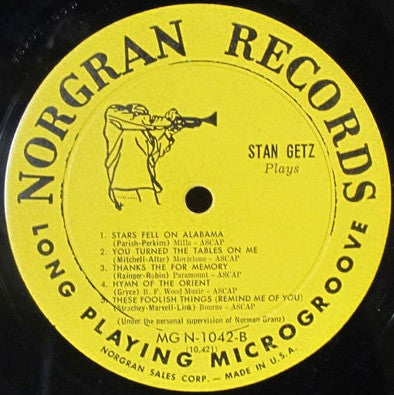 NORGRAN RECORDS
STAN GETZ
Plays
1. STARS FELL ON ALABAMA
(Parish-Perkins) Mills - ASCAP
2. YOU TURNED THE TABLES ON ME
(Mitchell-Alter) Movietone - ASCAP
3. THANKS THE FOR MEMORY
(Rainger-Robin) Paramount - ASCAP
4. HYMN OF THE ORIENT
(Gryce) B. F. Wood Music - ASCAP
5. THESE FOOLISH THINGS (REMIND ME OF YOU)
(Strachey-Marvell-Link) Bourne - ASCAP
(Under the personal supervision of Norman Granz)
MG N-1042-B
(10,421)
LONG PLAYING MICROGROOVE
NORGRAN SALES CORP. - MADE IN U.S.A.